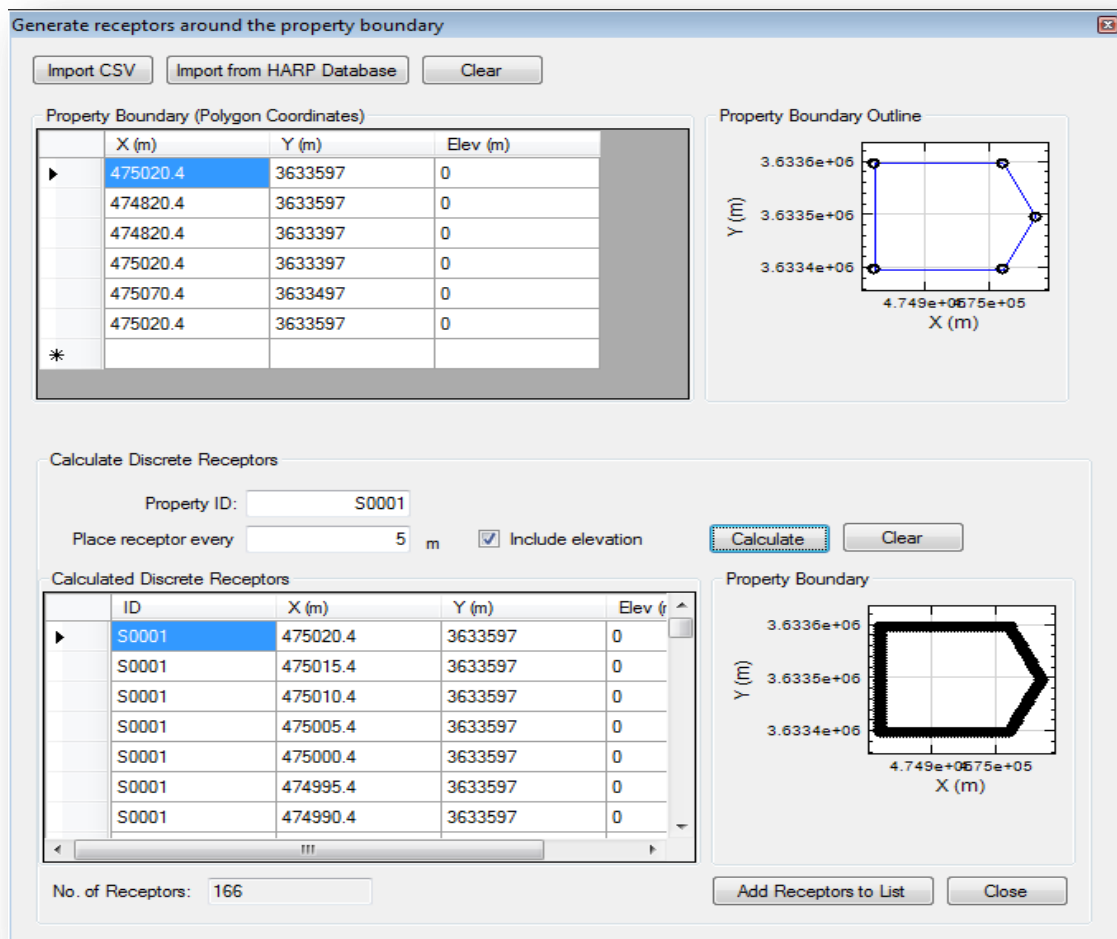 Generate receptors around the property boundary
Import CSV Import from HARP Database Clear
Property Boundary (Polygon Coordinates)
X (m) Y (m) Elev (m)
475020.4 3633597 0
474820.4 3633597 0
474820.4 3633397 0
475020.4 3633397 0
475070.4 3633497 0
475020.4 3633597 0
Property Boundary Outline
3.6336e+06
3.6335e+06
3.6334e+06
Y (m)
X (m)
Calculate Discrete Receptors
Property ID: S0001
Place receptor every 5 m Include elevation Calculate Clear
Calculated Discrete Receptors
ID X (m) Y (m) Elev (r
S0001 475020.4 3633597 0
S0001 475015.4 3633597 0
S0001 475010.4 3633597 0
S0001 475005.4 3633597 0
S0001 475000.4 3633597 0
S0001 474995.4 3633597 0
S0001 474990.4 3633597 0
Property Boundary
3.6336e+06
3.6335e+06
3.6334e+06
Y (m)
X (m)
No. of Receptors: 166
Add Receptors to List Close